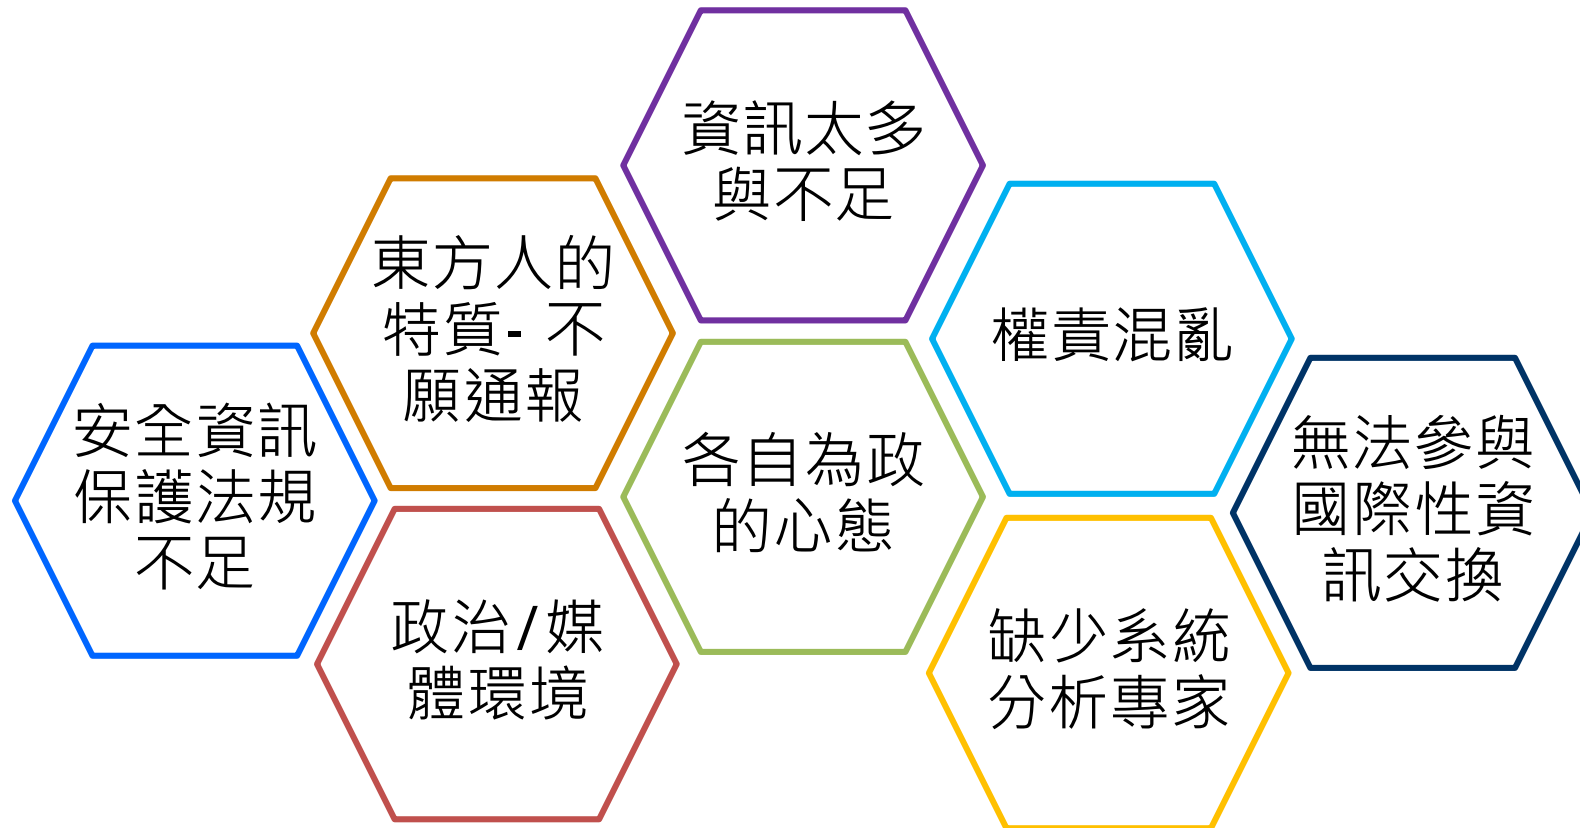 資訊太多
與不足
東方人的
特質- 不
願通報
權責混亂
安全資訊
保護法規
不足
各自為政
的心態
無法參與
國際性資
訊交換
政治/媒
體環境
缺少系統
分析專家